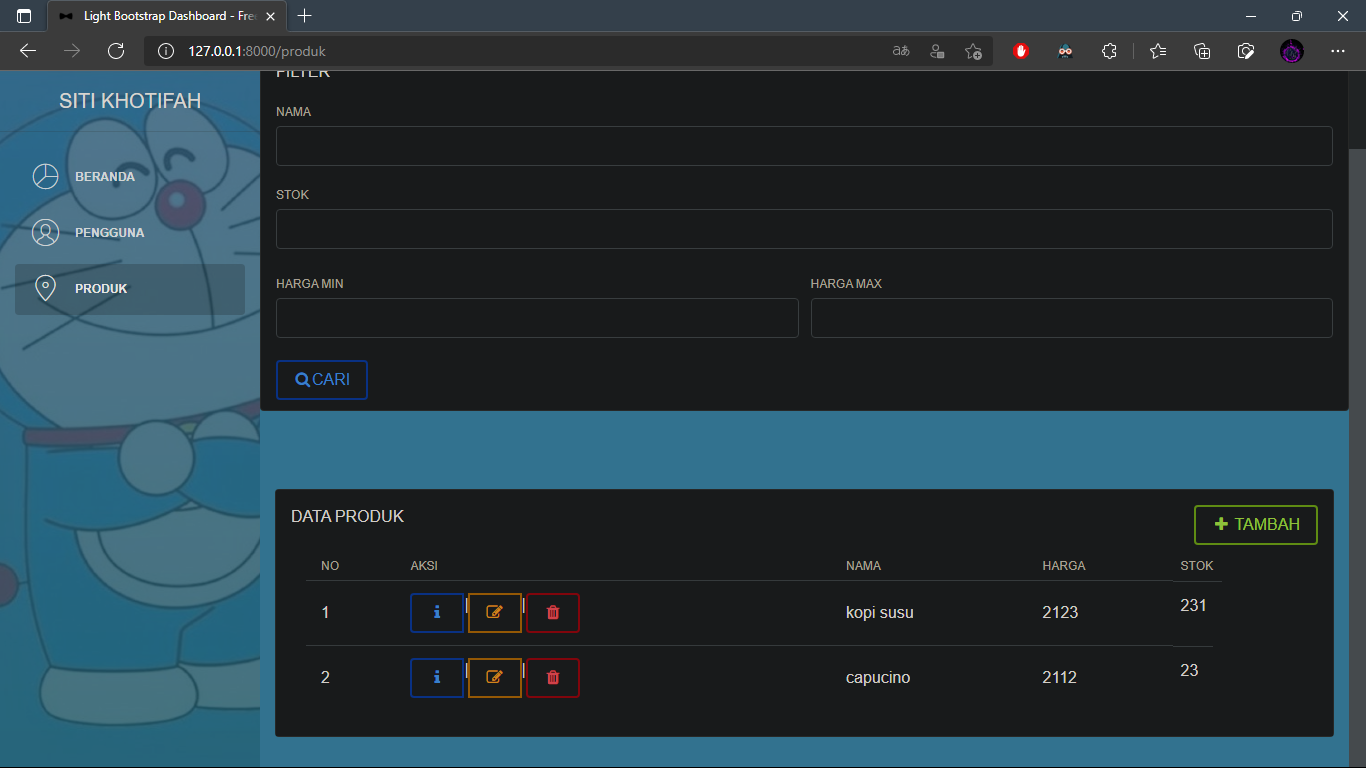 Light Bootstrap Dashboard - Fre
127.0.0.1:8000/produk
SITI KHOTIFAH
BERANDA
PENGGUNA
PRODUK
FILTER
NAMA
STOK
HARGA MIN HARGA MAX
CARI
DATA PRODUK
+ TAMBAH
NO AKSI NAMA HARGA STOK
1 | | kopi susu 2123 231
2 | | capucino 2112 23